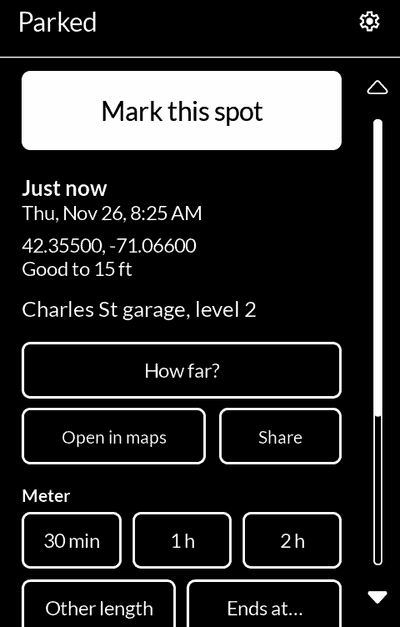 Parked
Mark this spot
Just now
Thu, Nov 26, 8:25 AM
42.35500, -71.06600
Good to 15 ft
Charles St garage, level 2
How far?
Open in maps
Share
Meter
30 min
1 h
2 h
Other length
Ends at...